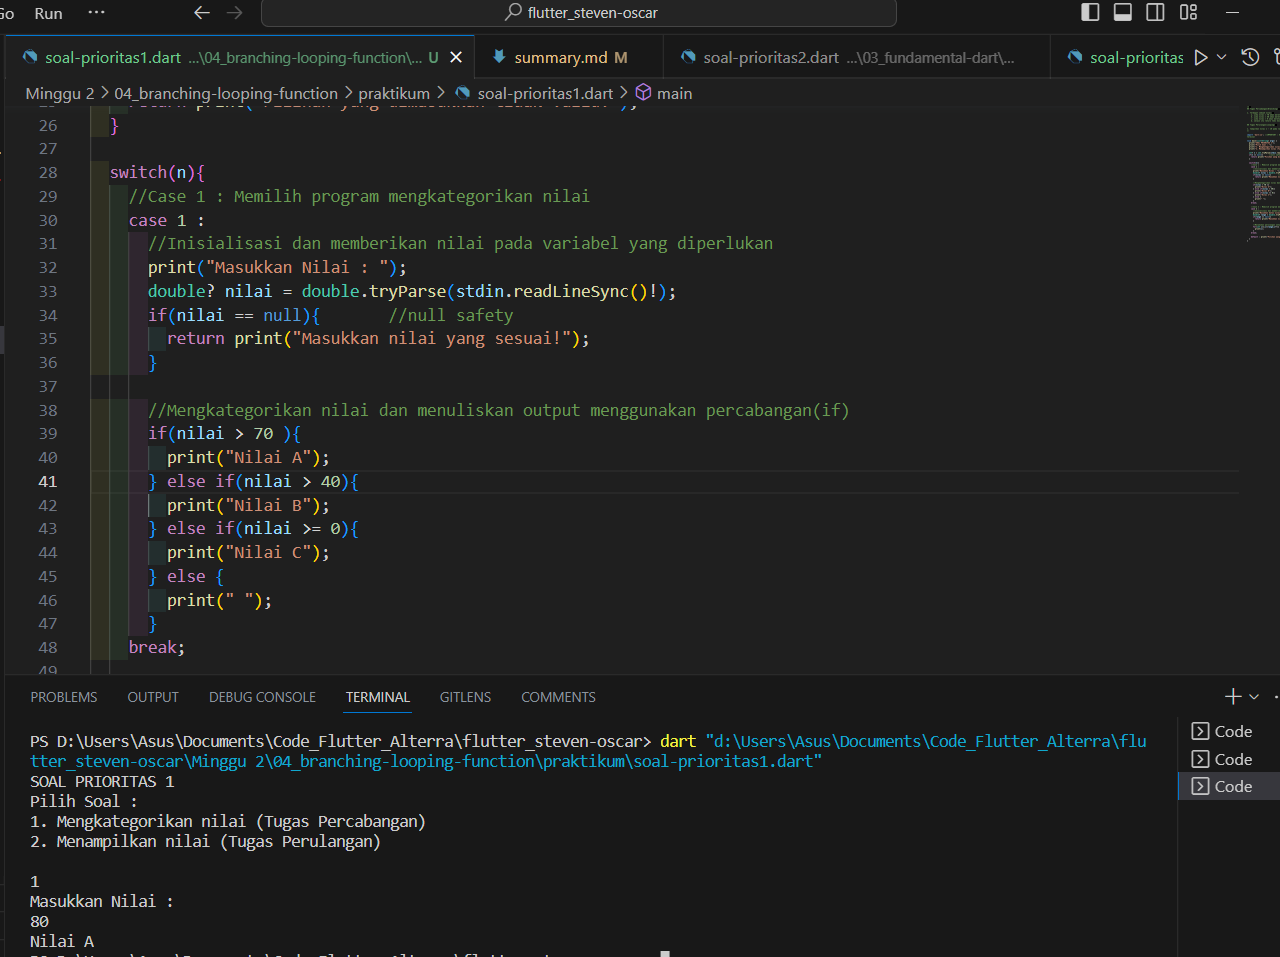 Go Run ··· flutter_steven-oscar
soal-prioritas1.dart ...\04_branching-looping-function\... U summary.md M soal-prioritas2.dart ...\03_fundamental-dart\... soal-prioritas
Minggu 2 > 04_branching-looping-function > praktikum > soal-prioritas1.dart > main
26 }
27
28 switch(n){
29 //Case 1 : Memilih program mengkategorikan nilai
30 case 1 :
31 //Inisialisasi dan memberikan nilai pada variabel yang diperlukan
32 print("Masukkan Nilai : ");
33 double? nilai = double.tryParse(stdin.readLineSync()!);
34 if(nilai == null){ //null safety
35 return print("Masukkan nilai yang sesuai!");
36 }
37
38 //Mengkategorikan nilai dan menuliskan output menggunakan percabangan(if)
39 if(nilai > 70 ){
40 print("Nilai A");
41 } else if(nilai > 40){
42 print("Nilai B");
43 } else if(nilai >= 0){
44 print("Nilai C");
45 } else {
46 print(" ");
47 }
48 break;
49
PROBLEMS OUTPUT DEBUG CONSOLE TERMINAL GITLENS COMMENTS
PS D:\Users\Asus\Documents\Code_Flutter_Alterra\flutter_steven-oscar> dart "d:\Users\Asus\Documents\Code_Flutter_Alterra\flu
tter_steven-oscar\Minggu 2\04_branching-looping-function\praktikum\soal-prioritas1.dart"
SOAL PRIORITAS 1
Pilih Soal :
1. Mengkategorikan nilai (Tugas Percabangan)
2. Menampilkan nilai (Tugas Perulangan)
1
Masukkan Nilai :
80
Nilai A
Code
Code
Code